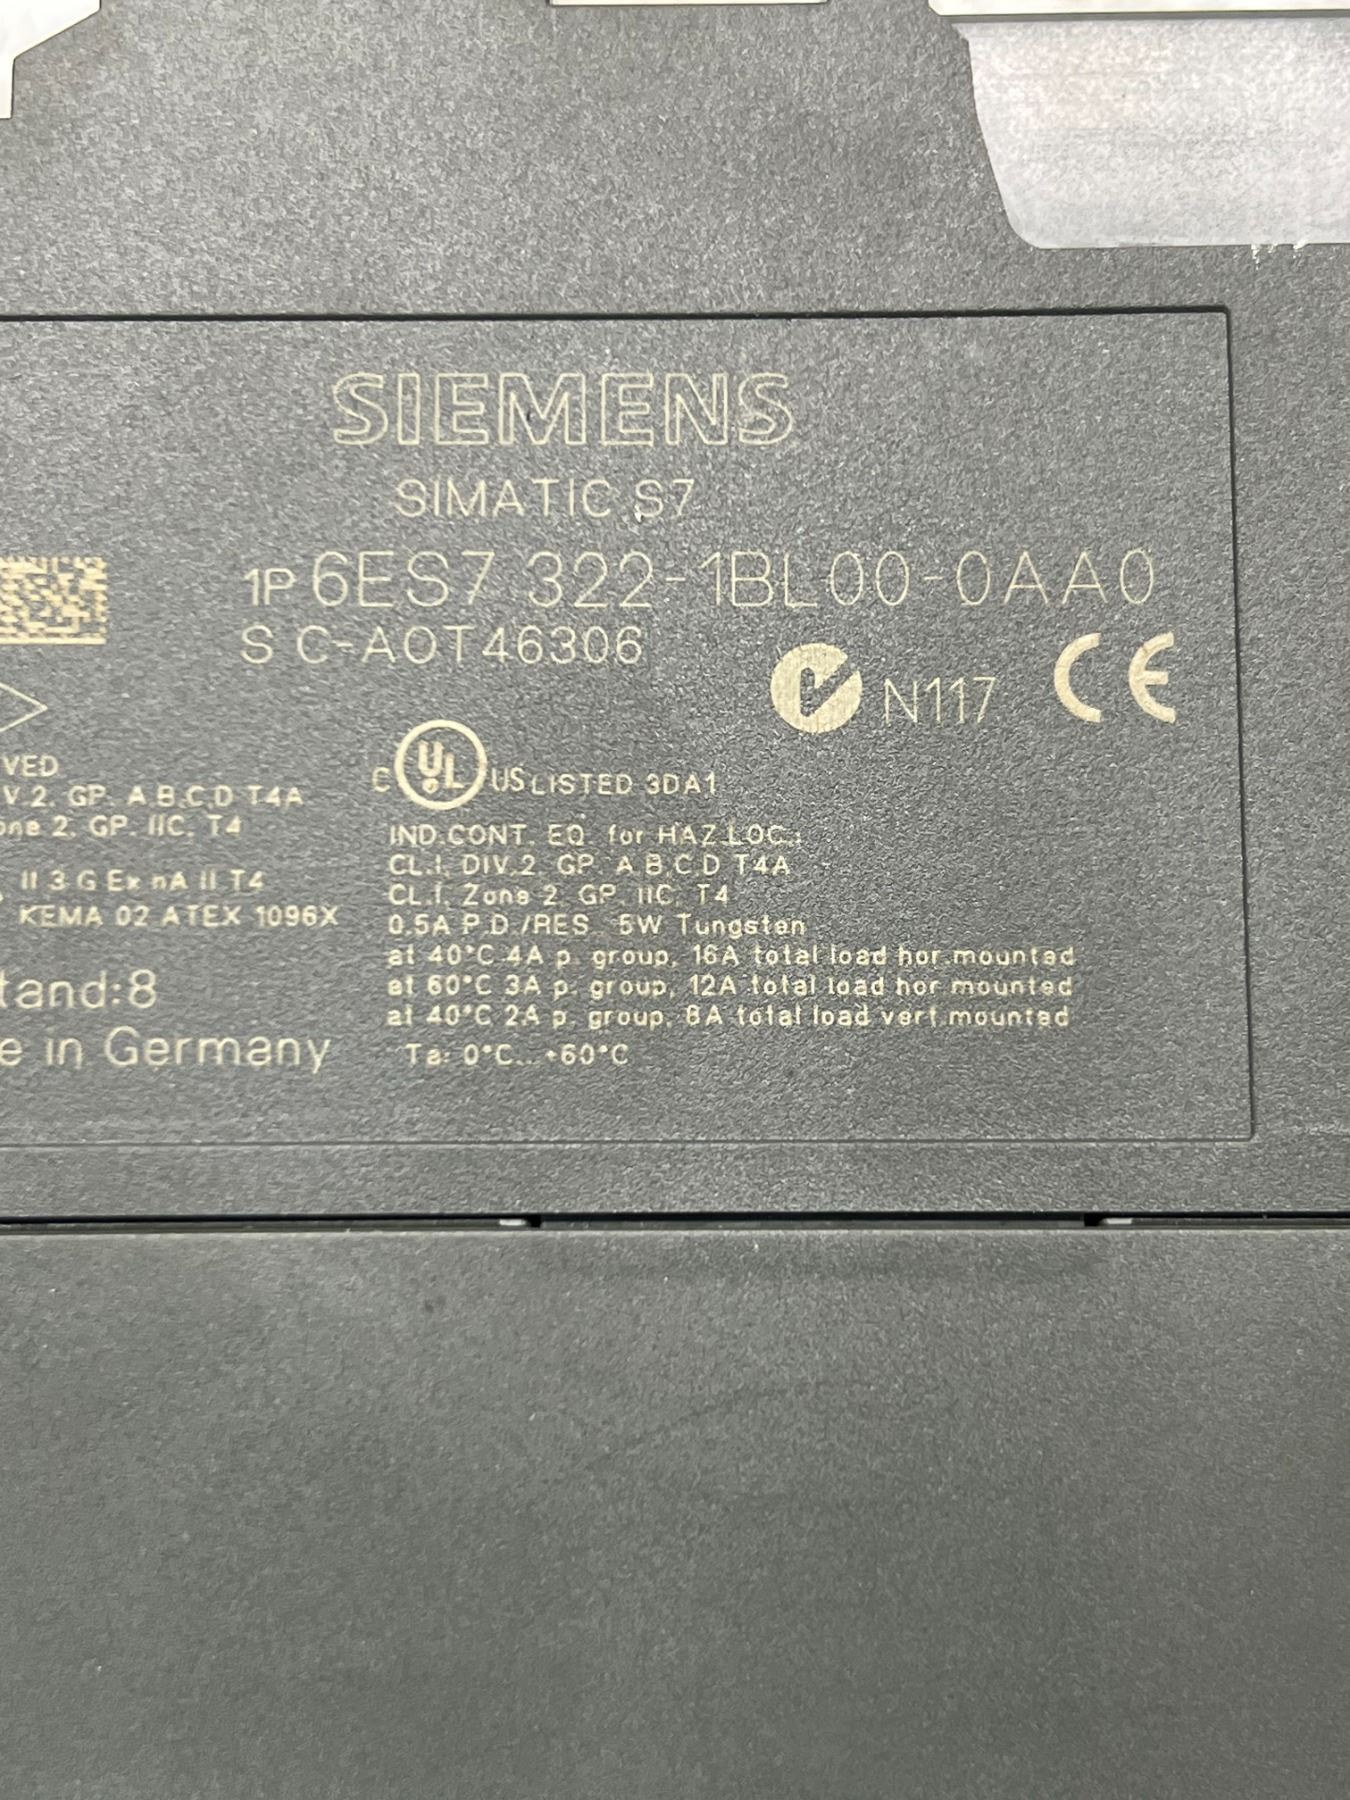 SIEMENS
SIMATIC S7
1P 6ES7 322-1BL00-0AA0
S C-A0T46306
N117 CE
VED
V.2. GP. A.B.C.D T4A
one 2. GP. IIC. T4
II 3 G Ex nA II T4
KEMA 02 ATEX 1096X
tand:8
e in Germany
C UL US LISTED 3DA1
IND.CONT. EQ. for HAZ.LOC.:
CL.I, DIV.2 GP. A.B.C.D T4A
CL.I, Zone 2, GP. IIC, T4
0.5A P.D./RES. 5W Tungsten
at 40°C 4A p. group, 16A total load hor.mounted
at 60°C 3A p. group, 12A total load hor.mounted
at 40°C 2A p. group, 8A total load vert.mounted
Ta: 0°C...+60°C